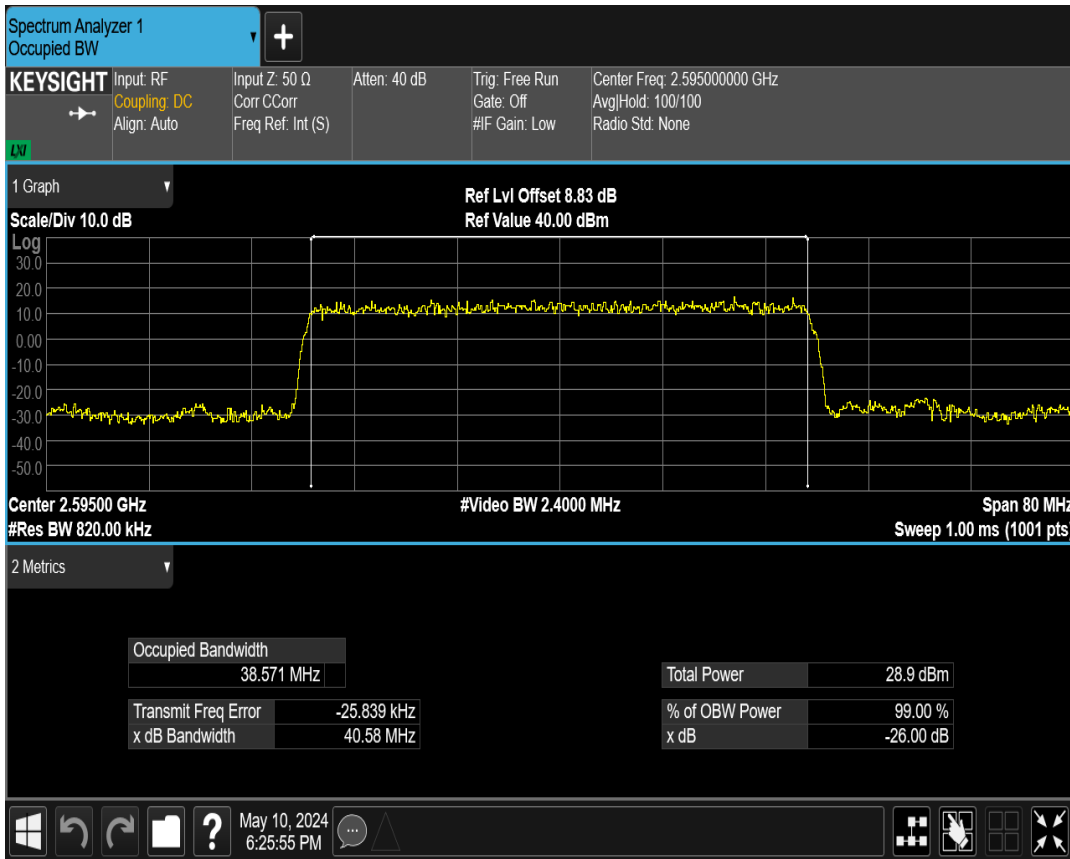 Spectrum Analyzer 1
Occupied BW
+
KEYSIGHT
LXI
Input: RF
Coupling: DC
Align: Auto
Input Z: 50 Ω
Corr CCorr
Freq Ref: Int (S)
Atten: 40 dB
Trig: Free Run
Gate: Off
#IF Gain: Low
Center Freq: 2.595000000 GHz
Avg|Hold: 100/100
Radio Std: None
1 Graph
Scale/Div 10.0 dB
Ref Lvl Offset 8.83 dB
Ref Value 40.00 dBm
Log
30.0
20.0
10.0
0.00
-10.0
-20.0
-30.0
-40.0
-50.0
Center 2.59500 GHz
#Video BW 2.4000 MHz
Span 80 MHz
#Res BW 820.00 kHz
Sweep 1.00 ms (1001 pts)
2 Metrics
Occupied Bandwidth
38.571 MHz
Total Power 28.9 dBm
Transmit Freq Error -25.839 kHz
% of OBW Power 99.00 %
x dB Bandwidth 40.58 MHz
x dB -26.00 dB
?
May 10, 2024
6:25:55 PM